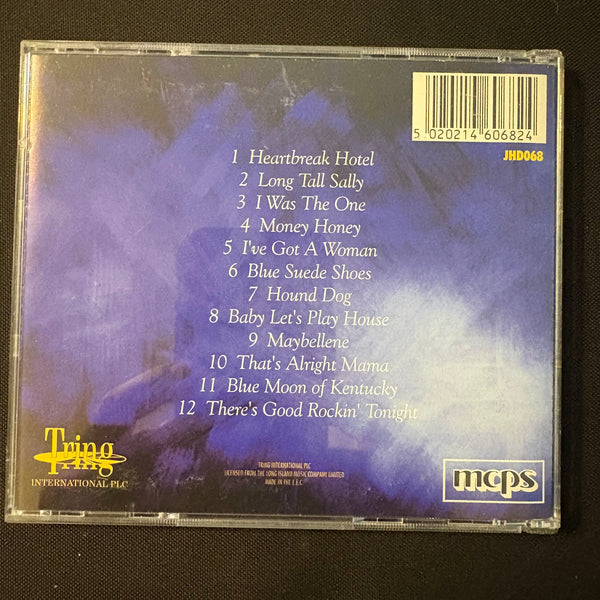 5 020214 606824
JHD068
1 Heartbreak Hotel
2 Long Tall Sally
3 I Was The One
4 Money Honey
5 I've Got A Woman
6 Blue Suede Shoes
7 Hound Dog
8 Baby Let's Play House
9 Maybellene
10 That's Alright Mama
11 Blue Moon of Kentucky
12 There's Good Rockin' Tonight
Tring
INTERNATIONAL PLC
TRING INTERNATIONAL PLC
LICENSED FROM THE LONG ISLAND MUSIC COMPANY LIMITED
MADE IN THE E.E.C.
mcps